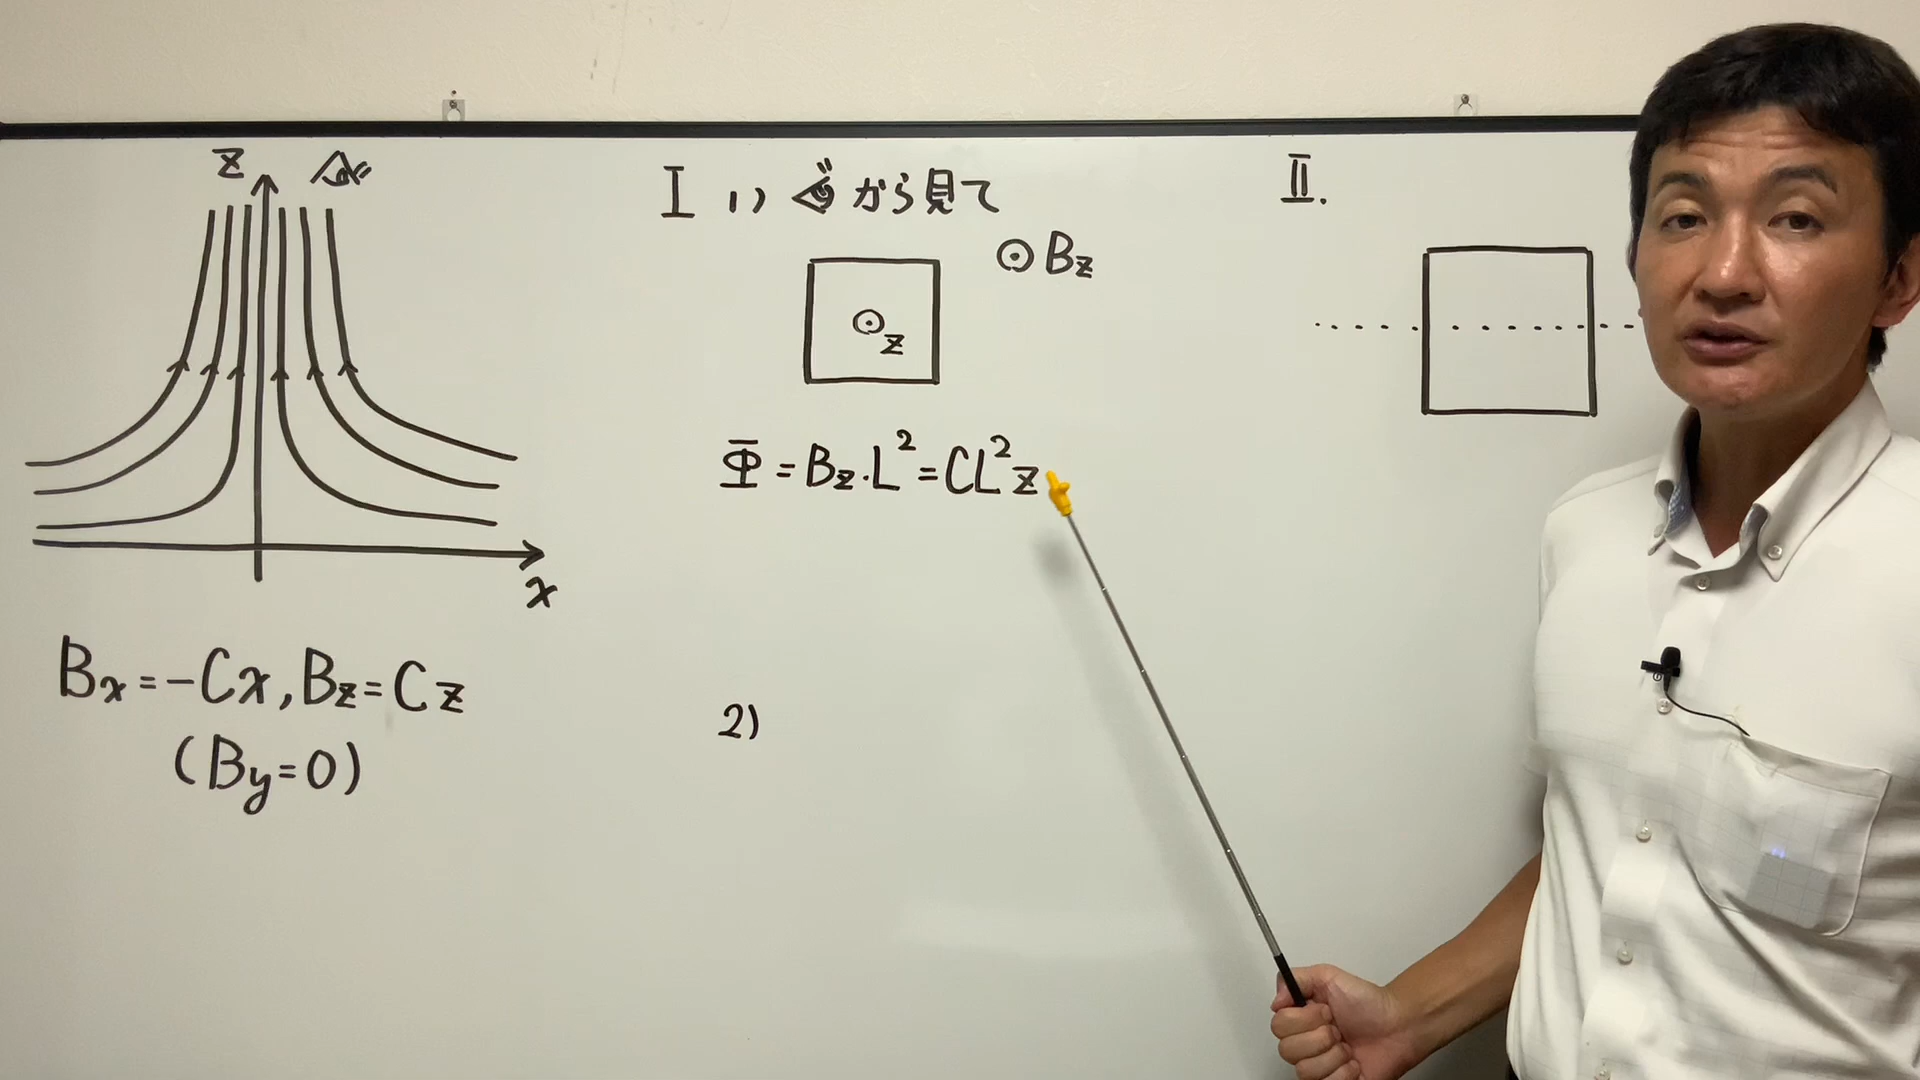 z
x
Bx=-Cx, Bz=Cz
(By=0)
I 1) から見て
⊙Bz
⊙z
Φ=Bz·L²=CL²z
2)
II.